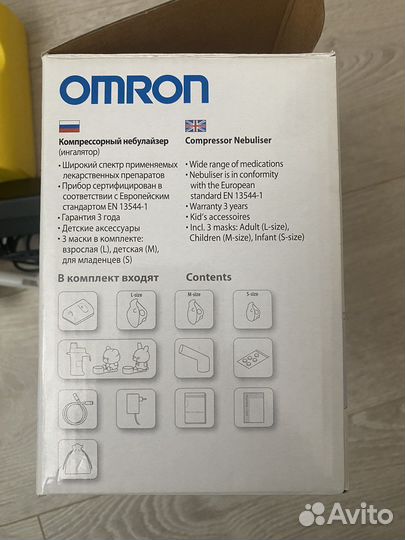 OMRON
Компрессорный небулайзер
(ингалятор)
• Широкий спектр применяемых
лекарственных препаратов
• Прибор сертифицирован в
соответствии с Европейским
стандартом EN 13544-1
• Гарантия 3 года
• Детские аксессуары
• 3 маски в комплекте:
взрослая (L), детская (M),
для младенцев (S)
Compressor Nebuliser
• Wide range of medications
• Nebuliser is in conformity
with the European
standard EN 13544-1
• Warranty 3 years
• Kid's accessoires
• Incl. 3 masks: Adult (L-size),
Children (M-size), Infant (S-size)
В комплект входят
Contents
L-size
M-size
S-size
Avito